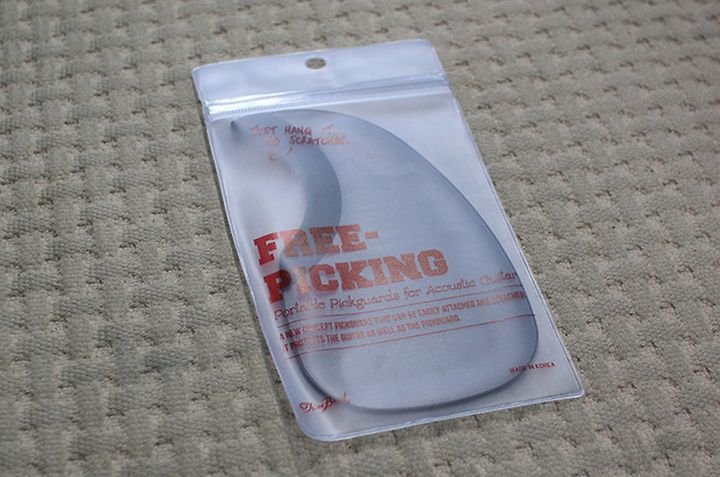 JUST HANG IT
NO SCRATCHES
FREE-
PICKING
Portable Pickguards for Acoustic Guitar
A NEW CONCEPT PICKGUARD THAT CAN BE EASILY ATTACHED AND DETACHED.
IT PROTECTS THE GUITAR AS WELL AS THE PICKGUARD.
MADE IN KOREA